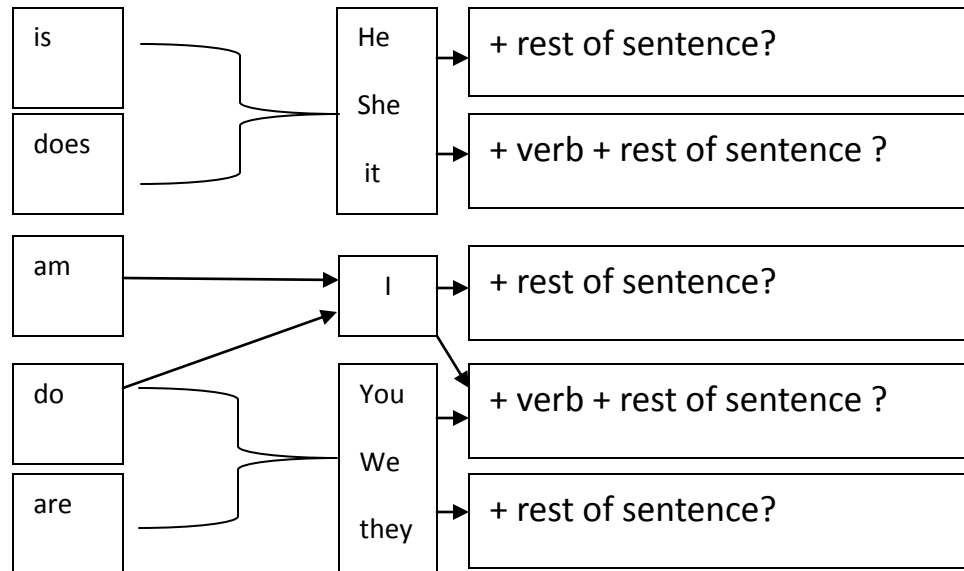 is
does
He
She
it
+ rest of sentence?
+ verb + rest of sentence ?
am
do
are
I
You
We
they
+ rest of sentence?
+ verb + rest of sentence ?
+ rest of sentence?